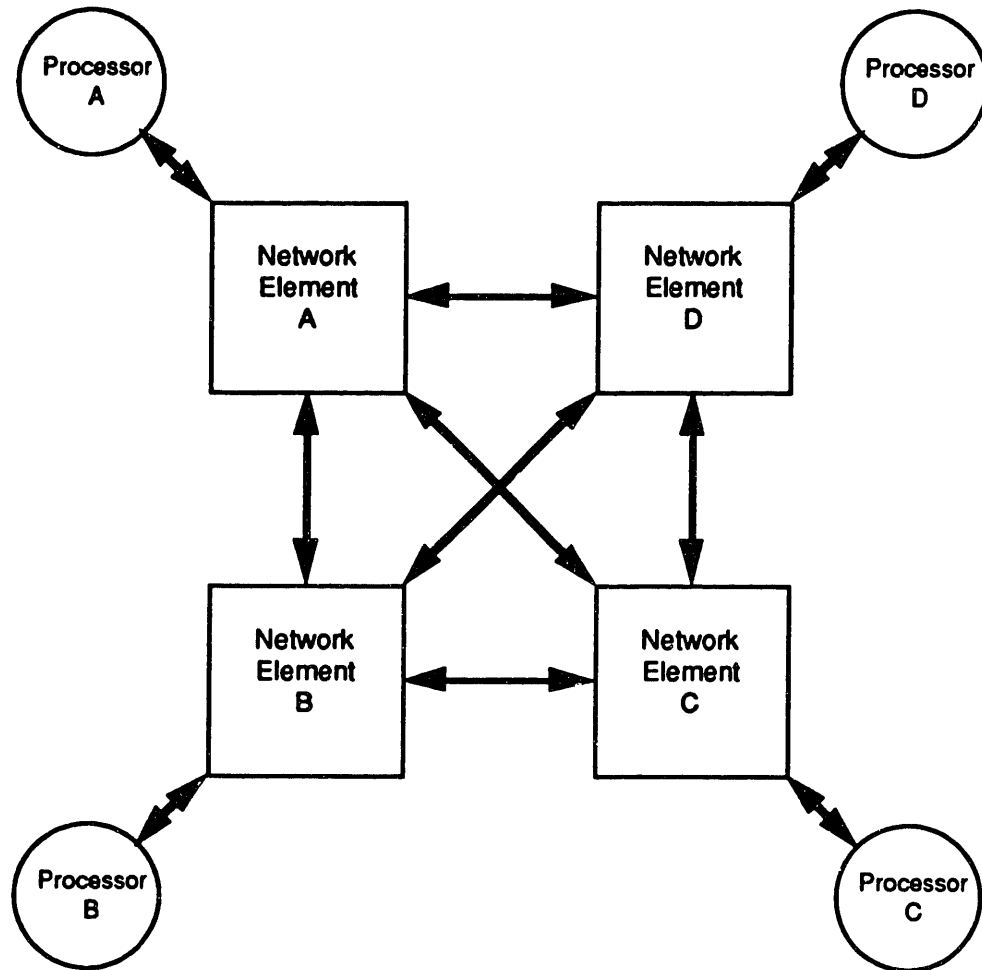 Processor
A
Processor
D
Network
Element
A
Network
Element
D
Network
Element
B
Network
Element
C
Processor
B
Processor
C